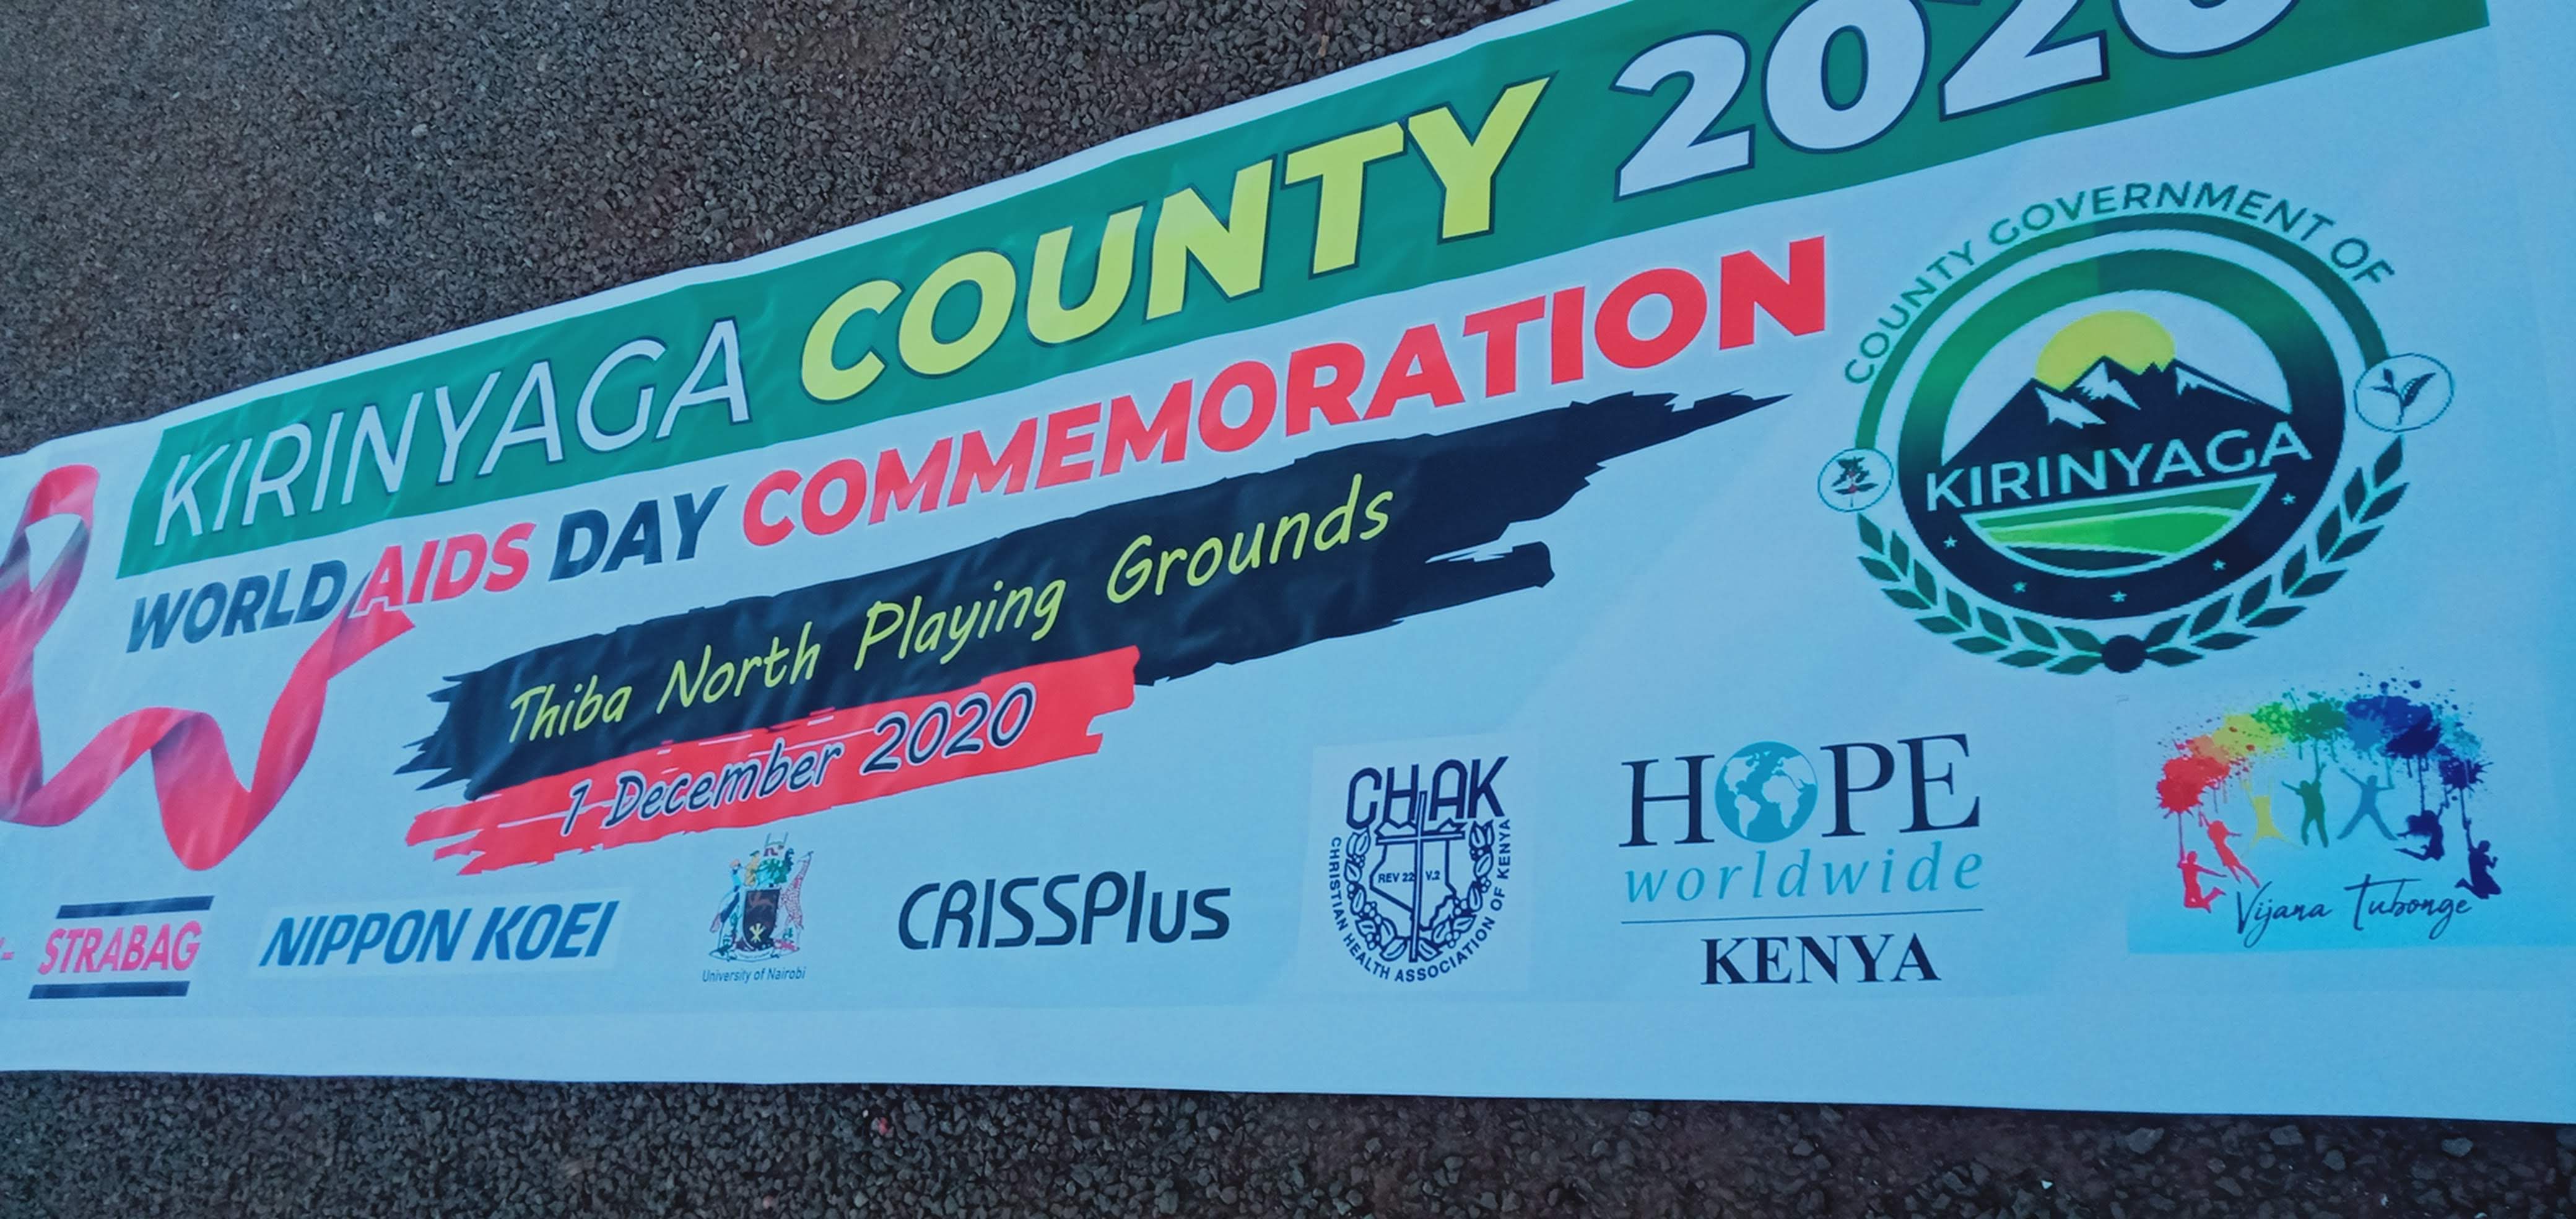 KIRINYAGA COUNTY 2020
WORLD AIDS DAY COMMEMORATION
Thiba North Playing Grounds
1 December 2020
COUNTY GOVERNMENT OF
KIRINYAGA
STRABAG
NIPPON KOEI
University of Nairobi
CRISSPlus
CHAK
REV 22 V.2
CHRISTIAN HEALTH ASSOCIATION OF KENYA
HOPE
worldwide
KENYA
Vijana Tubonge